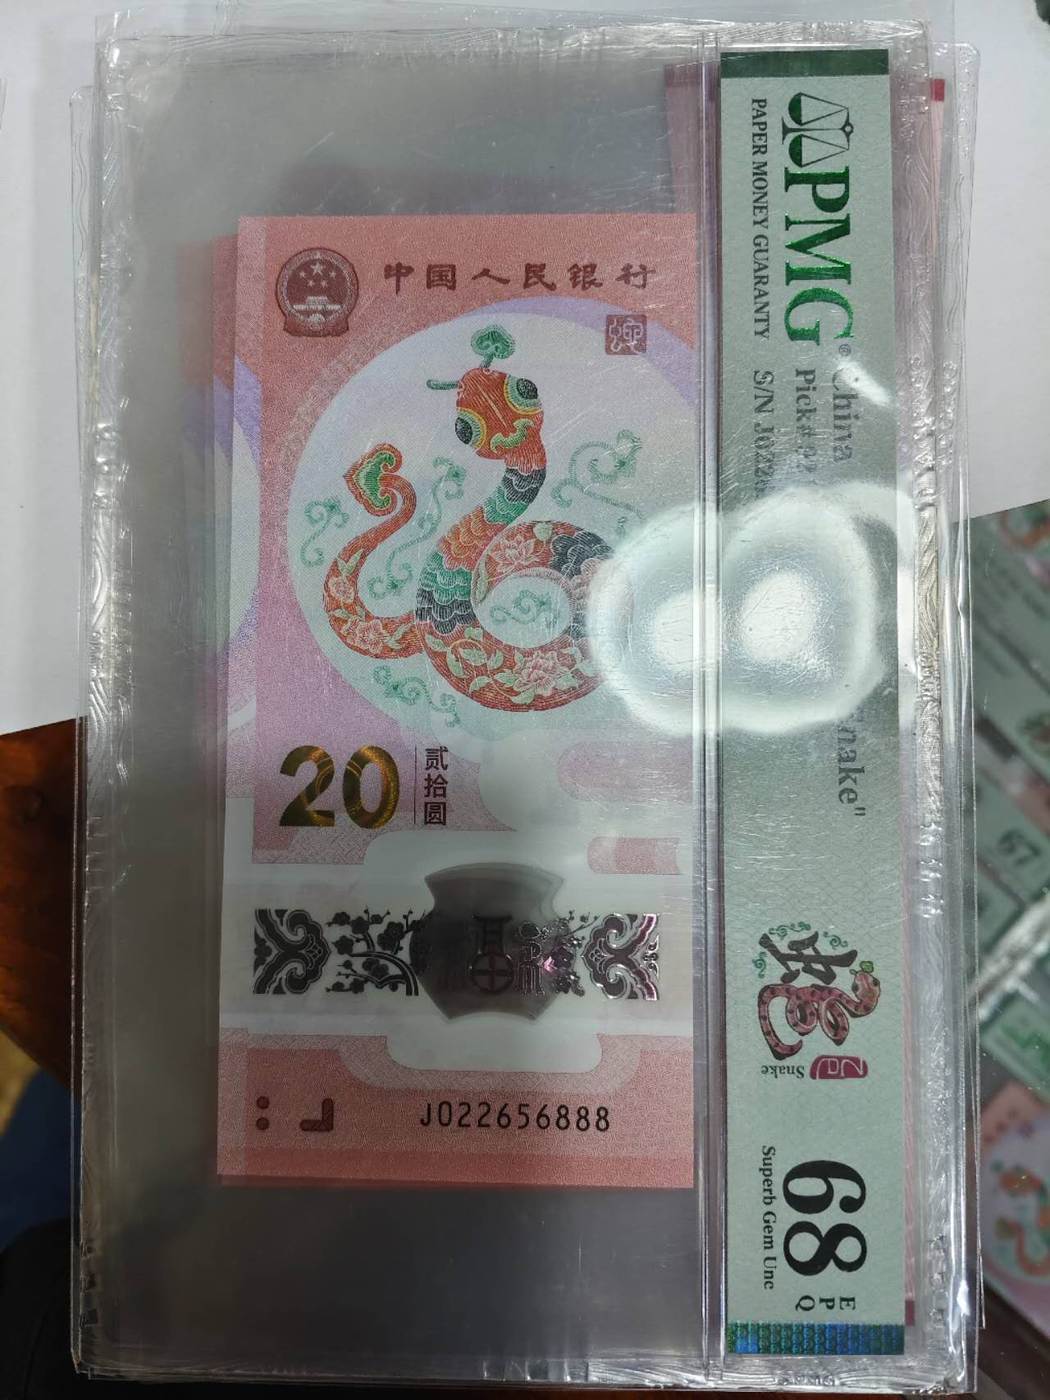 中国人民银行
20
贰拾圆
J022656888
PMG
PAPER MONEY GUARANTY
China
S/N
Snake"
Snake
68
EPQ
Superb Gem Unc
67